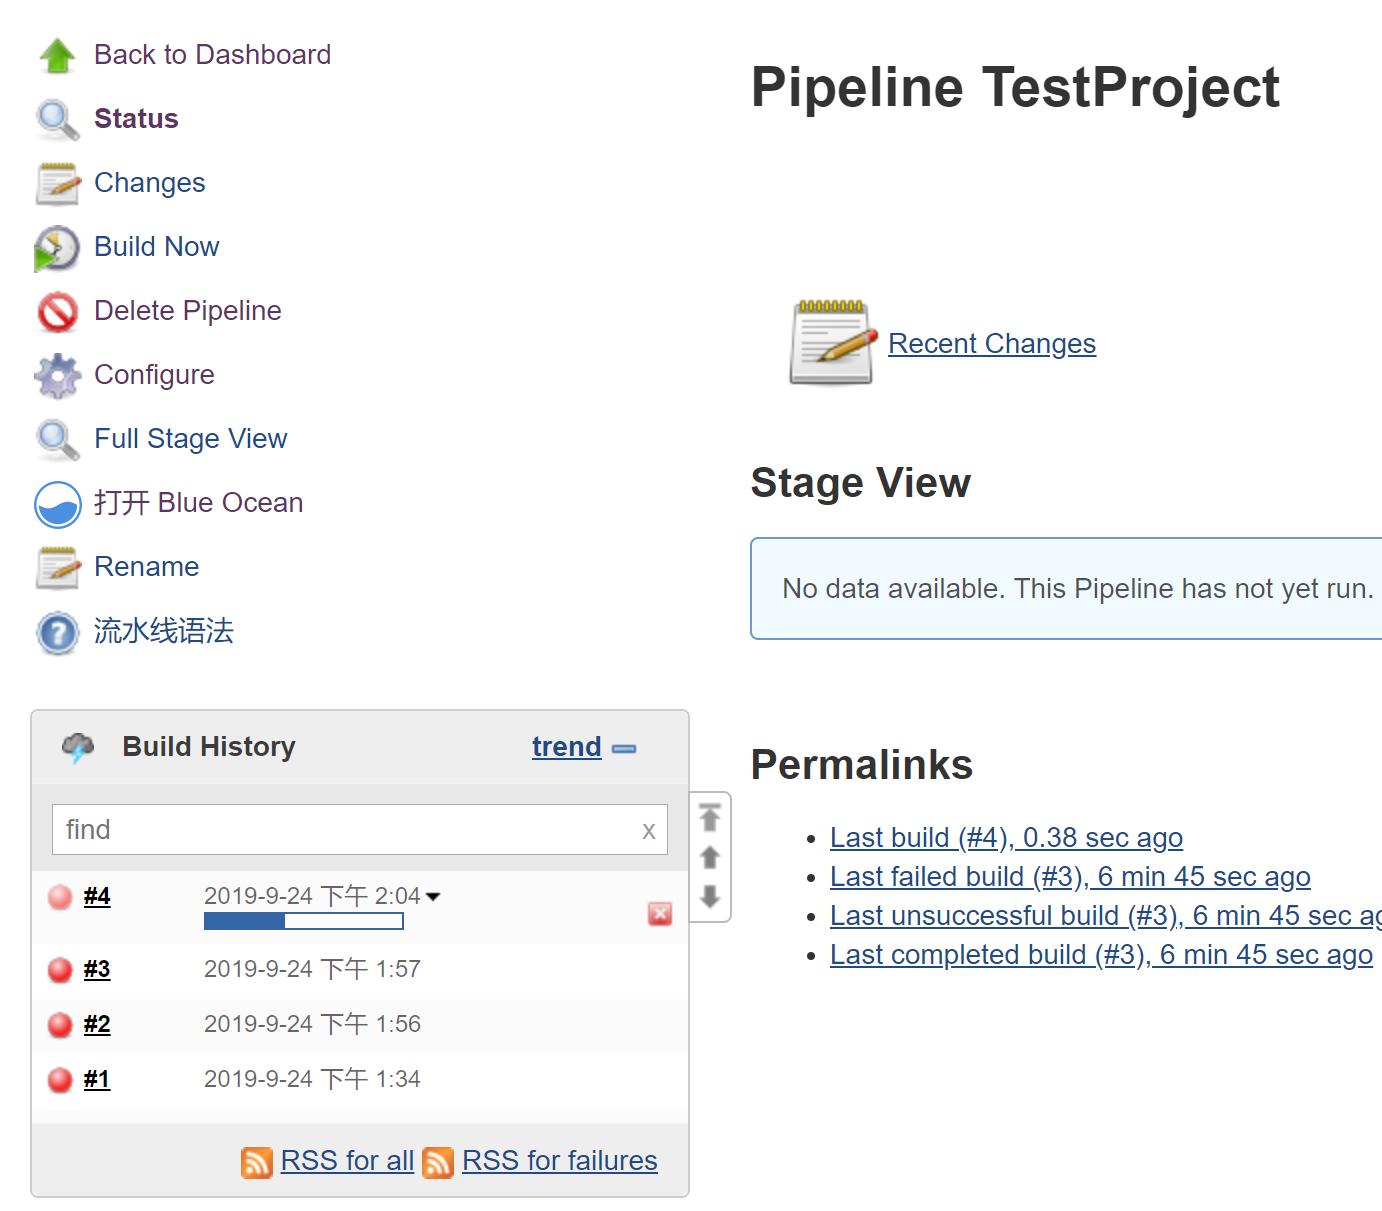 Back to Dashboard
Status
Changes
Build Now
Delete Pipeline
Configure
Full Stage View
打开 Blue Ocean
Rename
流水线语法
Build History trend
find x
#4 2019-9-24 下午 2:04
#3 2019-9-24 下午 1:57
#2 2019-9-24 下午 1:56
#1 2019-9-24 下午 1:34
RSS for all RSS for failures
Pipeline TestProject
Recent Changes
Stage View
No data available. This Pipeline has not yet run.
Permalinks
Last build (#4), 0.38 sec ago
Last failed build (#3), 6 min 45 sec ago
Last unsuccessful build (#3), 6 min 45 sec
Last completed build (#3), 6 min 45 sec ago